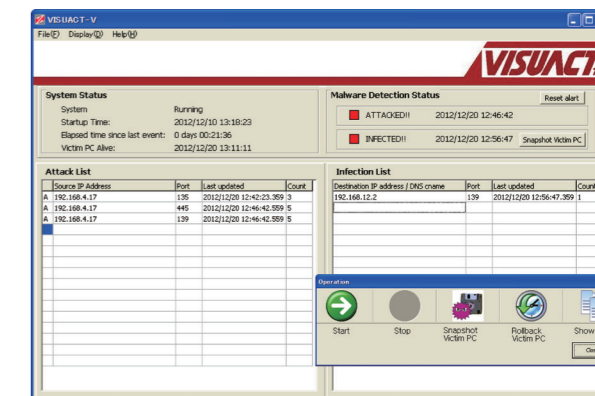 VISUACT-V
File(F) Display(D) Help(H)
VISUACT
System Status
System Running
Startup Time: 2012/12/10 13:18:23
Elapsed time since last event: 0 days 00:21:36
Victim PC Alive: 2012/12/20 13:11:11
Malware Detection Status
Reset alart
ATTACKED!! 2012/12/20 12:46:42
INFECTED!! 2012/12/20 12:56:47 Snapshot Victim PC
Attack List
Source IP Address Port Last updated Count
A 192.168.4.17 135 2012/12/20 12:42:23.359 3
A 192.168.4.17 445 2012/12/20 12:46:42.559 5
A 192.168.4.17 139 2012/12/20 12:46:42.559 5
Infection List
Destination IP address / DNS cname Port Last updated Count
192.168.12.2 139 2012/12/20 12:56:47.359 1
Operation
Start Stop Snapshot Victim PC Rollback Victim PC Show